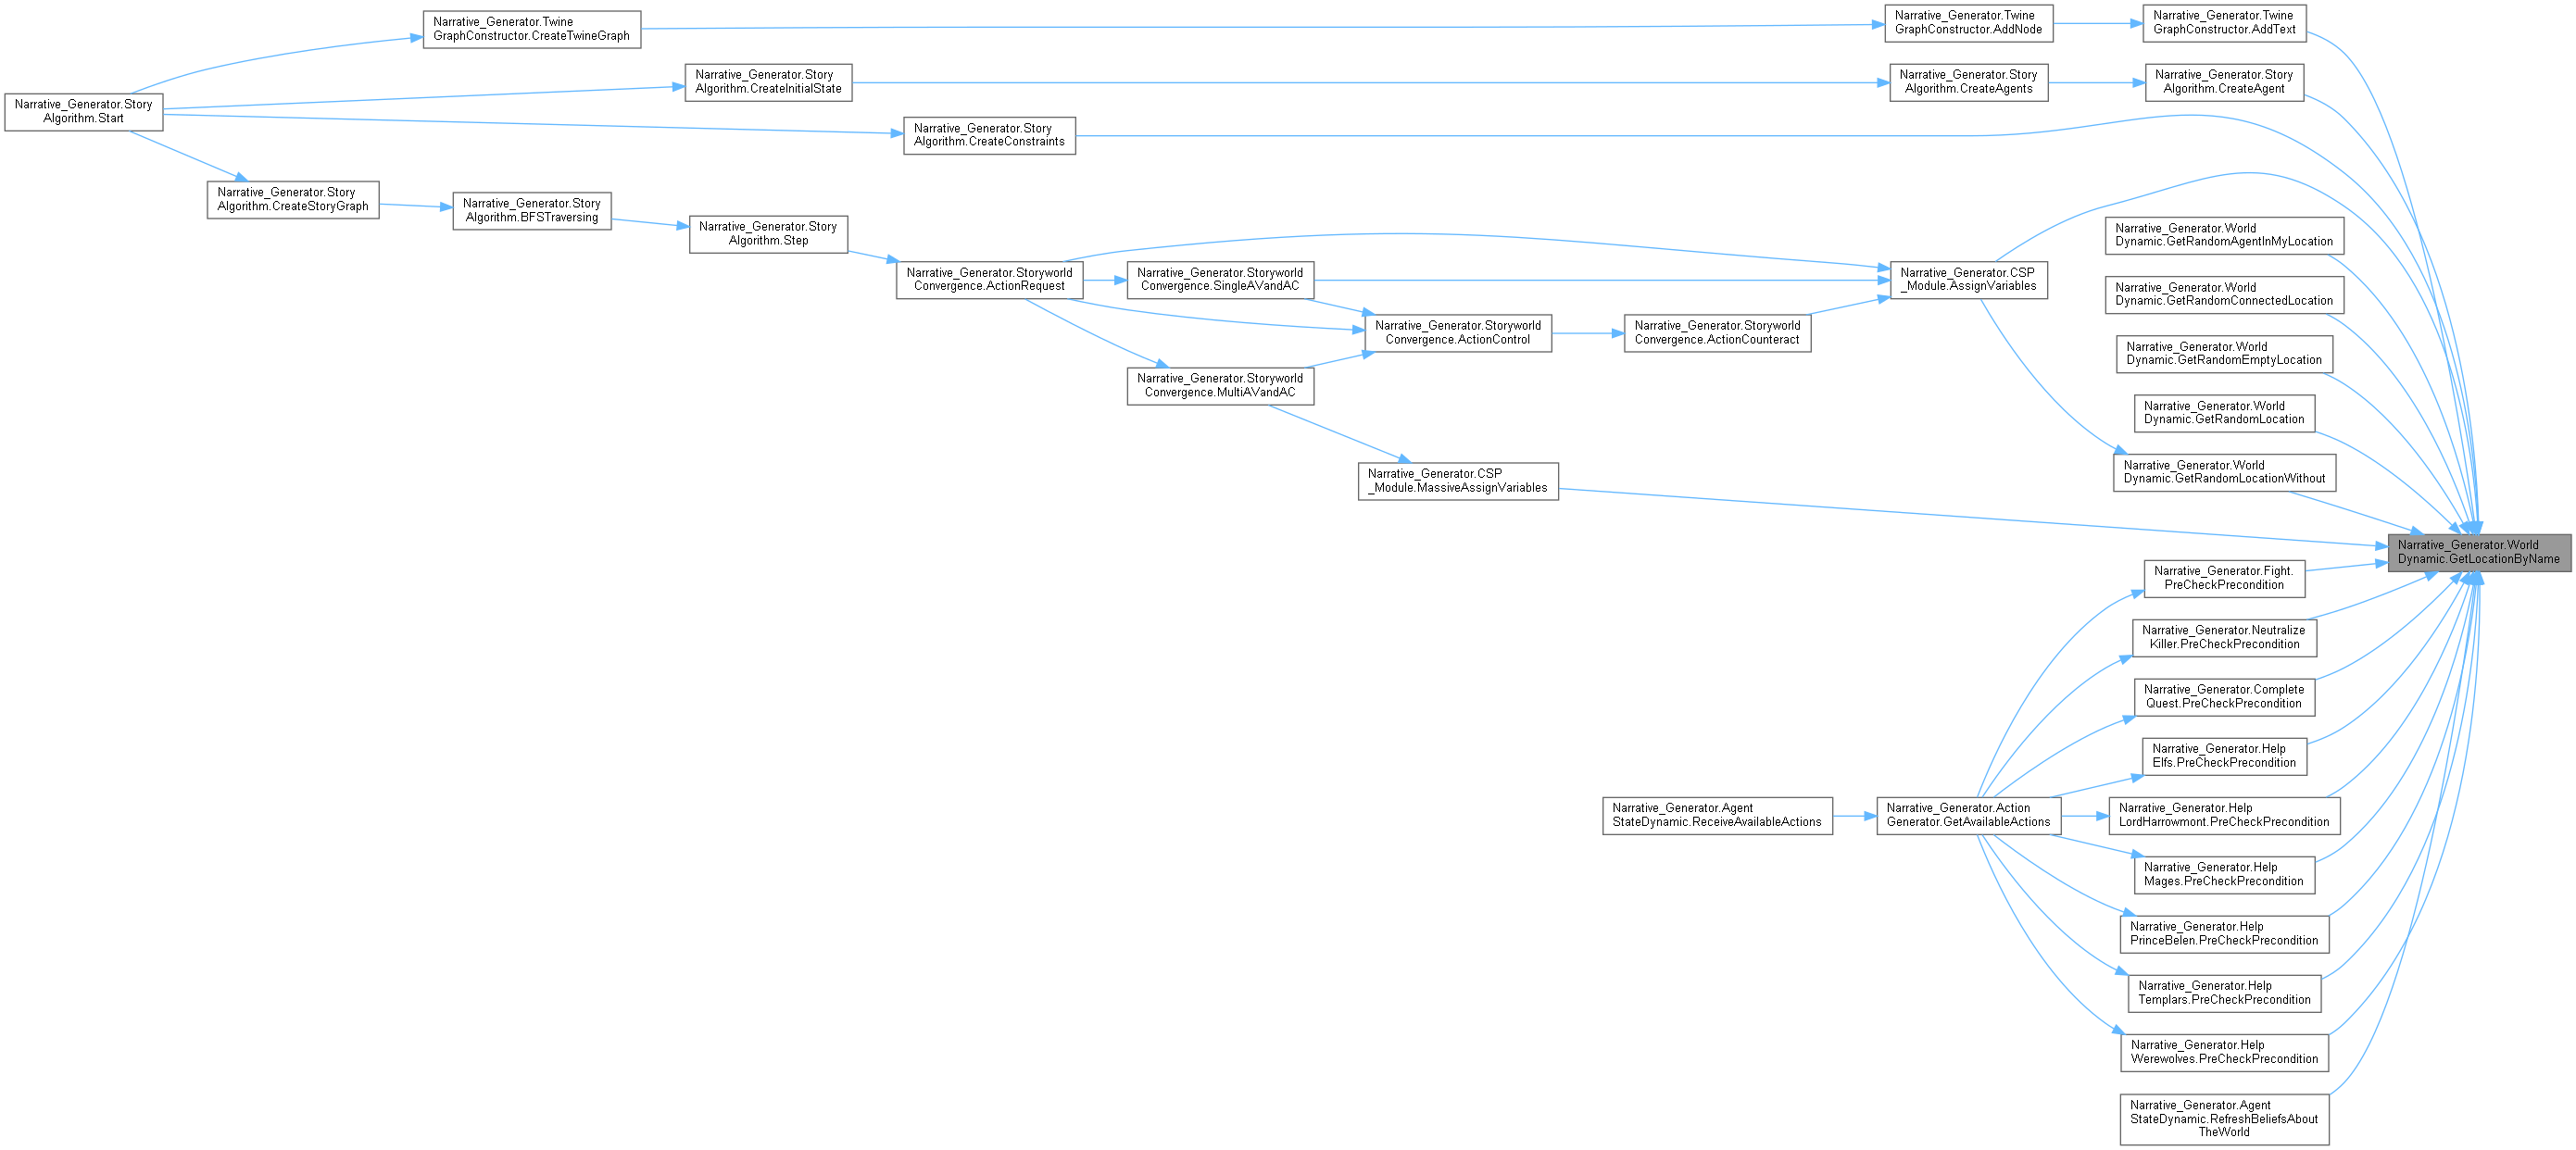 Narrative_Generator.Twine
GraphConstructor.CreateTwineGraph
Narrative_Generator.Twine
GraphConstructor.AddNode
Narrative_Generator.Twine
GraphConstructor.AddText
Narrative_Generator.Story
Algorithm.CreateInitialState
Narrative_Generator.Story
Algorithm.CreateAgents
Narrative_Generator.Story
Algorithm.CreateAgent
Narrative_Generator.Story
Algorithm.Start
Narrative_Generator.Story
Algorithm.CreateConstraints
Narrative_Generator.Story
Algorithm.CreateStoryGraph
Narrative_Generator.Story
Algorithm.BFSTraversing
Narrative_Generator.Story
Algorithm.Step
Narrative_Generator.World
Dynamic.GetRandomAgentInMyLocation
Narrative_Generator.Storyworld
Convergence.ActionRequest
Narrative_Generator.Storyworld
Convergence.SingleAVandAC
Narrative_Generator.CSP
_Module.AssignVariables
Narrative_Generator.World
Dynamic.GetRandomConnectedLocation
Narrative_Generator.Storyworld
Convergence.ActionControl
Narrative_Generator.Storyworld
Convergence.ActionCounteract
Narrative_Generator.World
Dynamic.GetRandomEmptyLocation
Narrative_Generator.Storyworld
Convergence.MultiAVandAC
Narrative_Generator.World
Dynamic.GetRandomLocation
Narrative_Generator.CSP
_Module.MassiveAssignVariables
Narrative_Generator.World
Dynamic.GetRandomLocationWithout
Narrative_Generator.World
Dynamic.GetLocationByName
Narrative_Generator.Fight.
PreCheckPrecondition
Narrative_Generator.Neutralize
Killer.PreCheckPrecondition
Narrative_Generator.Complete
Quest.PreCheckPrecondition
Narrative_Generator.Help
Elfs.PreCheckPrecondition
Narrative_Generator.Agent
StateDynamic.ReceiveAvailableActions
Narrative_Generator.Action
Generator.GetAvailableActions
Narrative_Generator.Help
LordHarrowmont.PreCheckPrecondition
Narrative_Generator.Help
Mages.PreCheckPrecondition
Narrative_Generator.Help
PrinceBelen.PreCheckPrecondition
Narrative_Generator.Help
Templars.PreCheckPrecondition
Narrative_Generator.Help
Werewolves.PreCheckPrecondition
Narrative_Generator.Agent
StateDynamic.RefreshBeliefsAbout
TheWorld